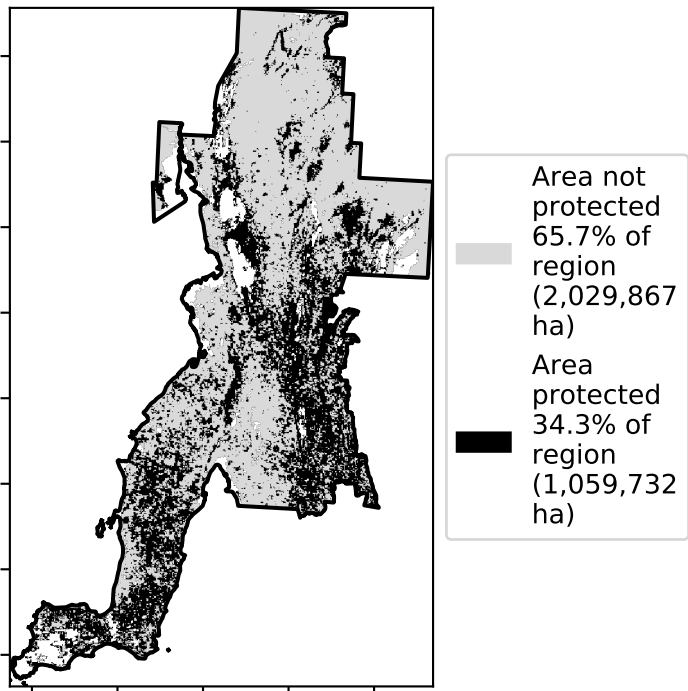 Area not
protected
65.7% of
region
(2,029,867
ha)
Area
protected
34.3% of
region
(1,059,732
ha)